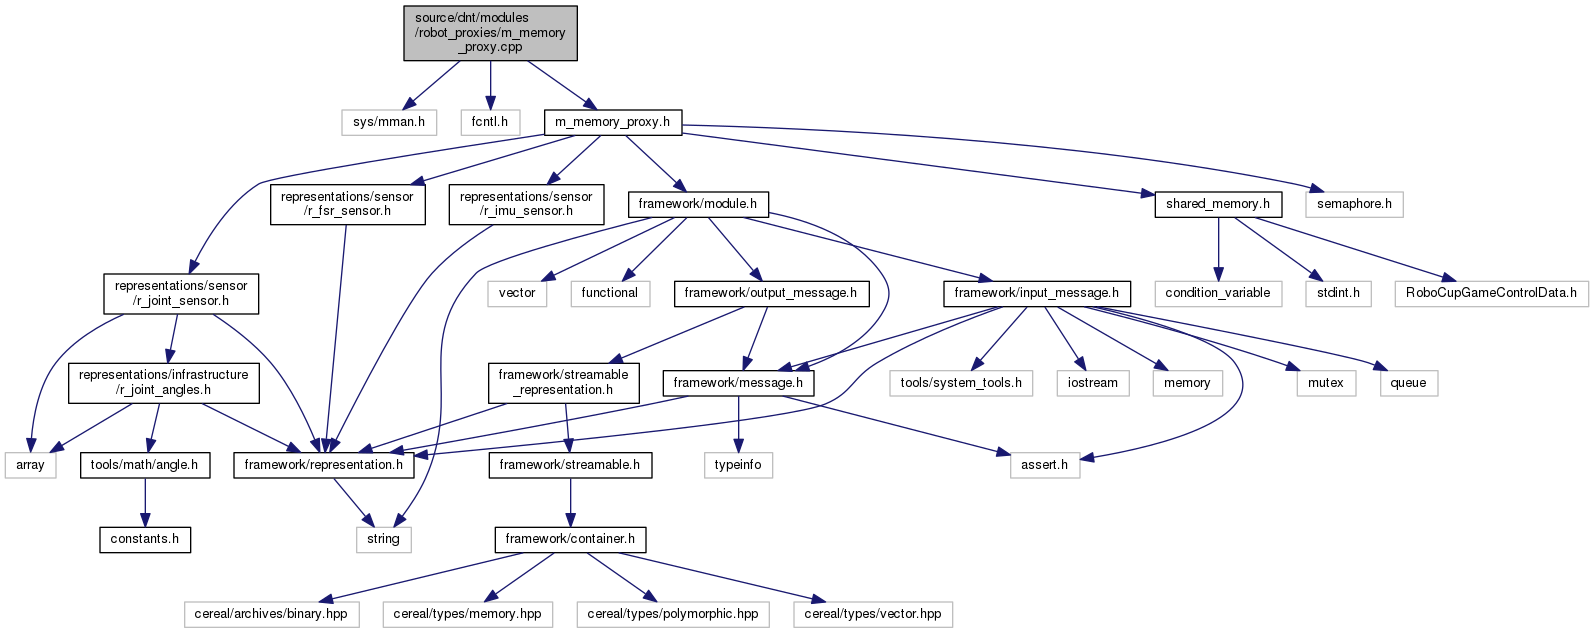 source/dnt/modules
/robot_proxies/m_memory
_proxy.cpp
sys/mman.h
fcntl.h
m_memory_proxy.h
representations/sensor
/r_fsr_sensor.h
representations/sensor
/r_imu_sensor.h
framework/module.h
shared_memory.h
semaphore.h
representations/sensor
/r_joint_sensor.h
vector
functional
framework/output_message.h
framework/input_message.h
condition_variable
stdint.h
RoboCupGameControlData.h
representations/infrastructure
/r_joint_angles.h
framework/streamable
_representation.h
framework/message.h
tools/system_tools.h
iostream
memory
mutex
queue
array
tools/math/angle.h
framework/representation.h
framework/streamable.h
typeinfo
assert.h
constants.h
string
framework/container.h
cereal/archives/binary.hpp
cereal/types/memory.hpp
cereal/types/polymorphic.hpp
cereal/types/vector.hpp